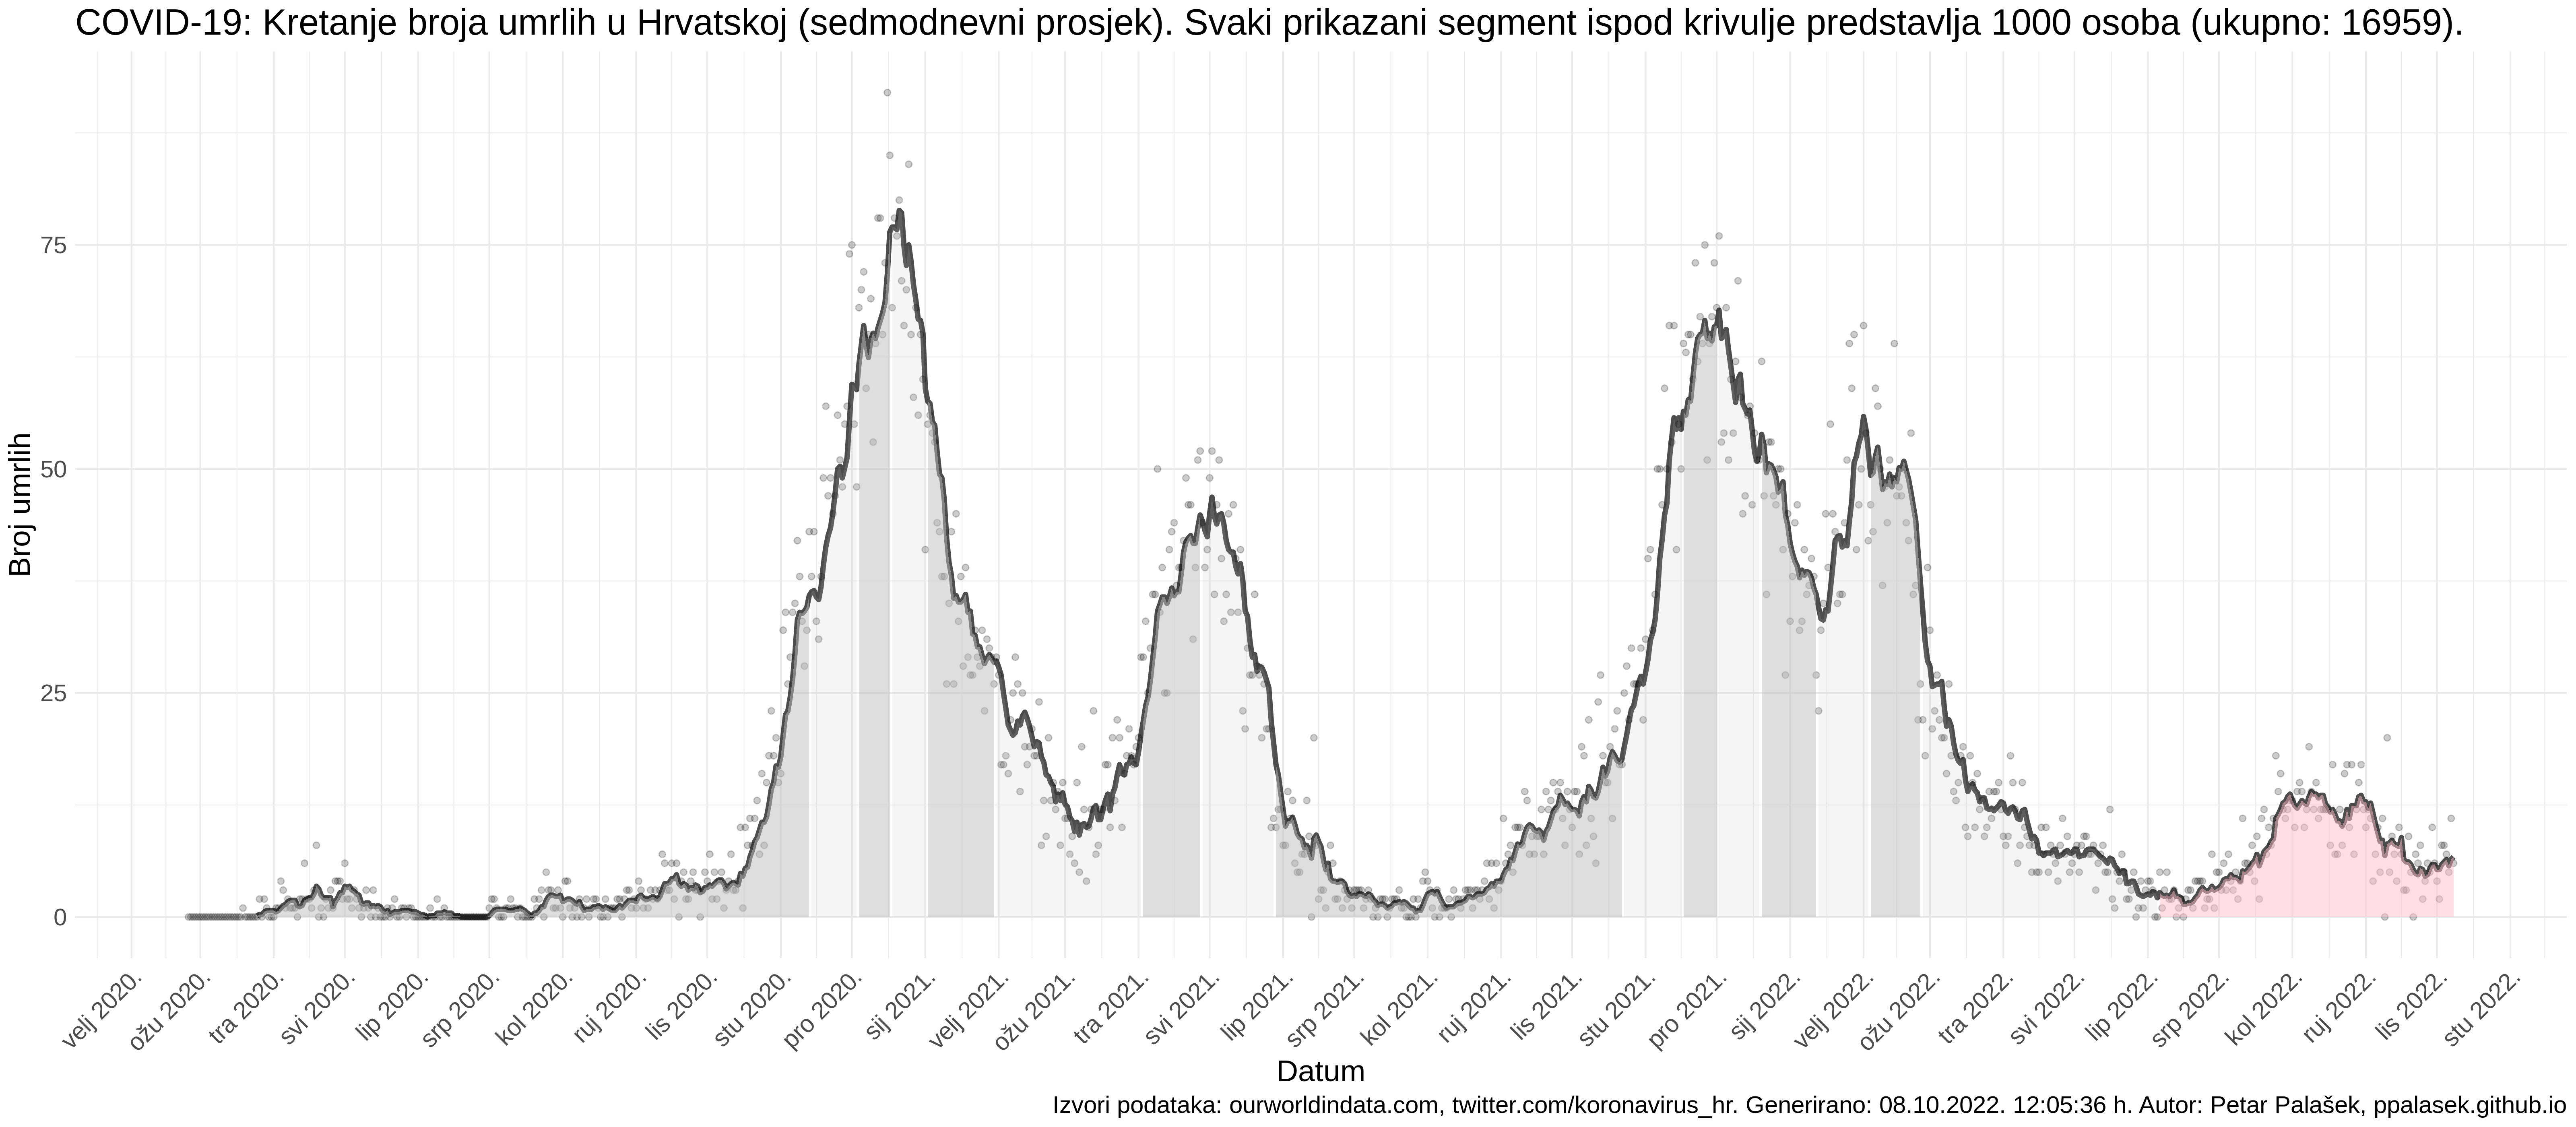 COVID-19: Kretanje broja umrlih u Hrvatskoj (sedmodnevni prosjek). Svaki prikazani segment ispod krivulje predstavlja 1000 osoba (ukupno: 16959).
Broj umrlih
75
50
25
0
velj 2020.
ožu 2020.
tra 2020.
svi 2020.
lip 2020.
srp 2020.
kol 2020.
ruj 2020.
lis 2020.
stu 2020.
pro 2020.
sij 2021.
velj 2021.
ožu 2021.
tra 2021.
svi 2021.
lip 2021.
srp 2021.
kol 2021.
ruj 2021.
lis 2021.
stu 2021.
pro 2021.
sij 2022.
velj 2022.
ožu 2022.
tra 2022.
svi 2022.
lip 2022.
srp 2022.
kol 2022.
ruj 2022.
lis 2022.
stu 2022.
Datum
Izvori podataka: ourworldindata.com, twitter.com/koronavirus_hr. Generirano: 08.10.2022. 12:05:36 h. Autor: Petar Palašek, ppalasek.github.io